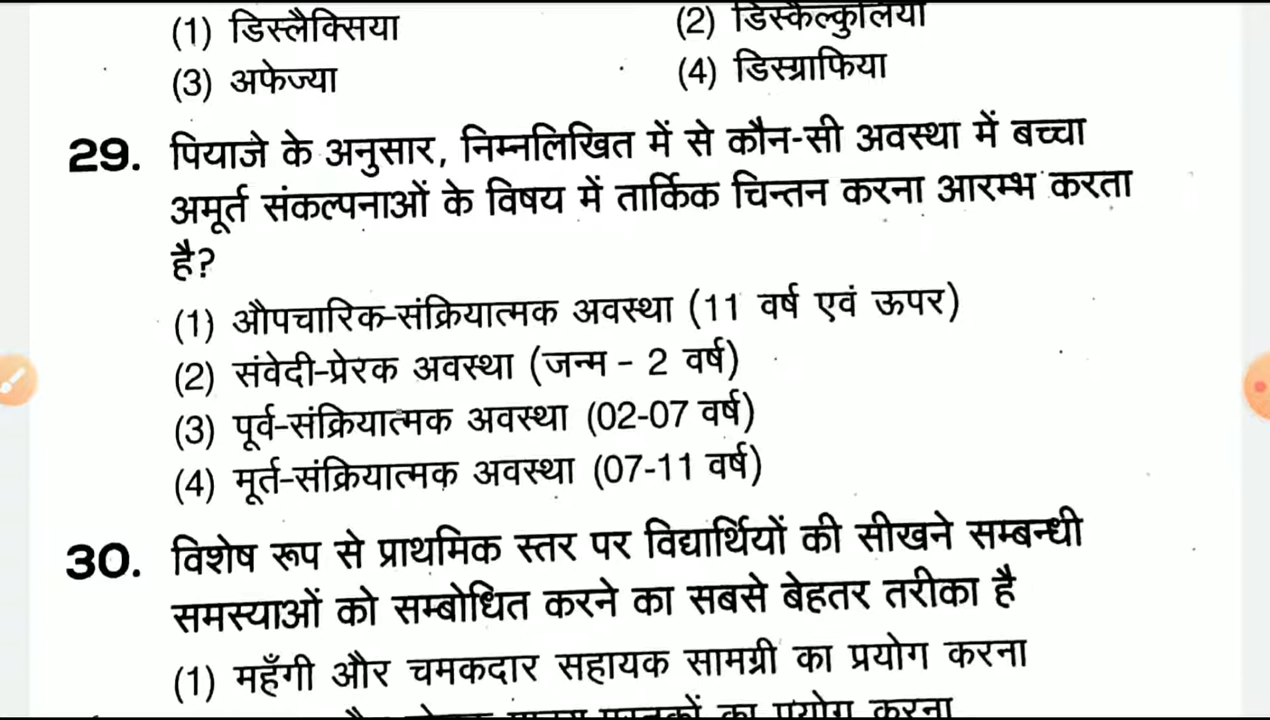 (1) डिस्लैक्सिया (2) डिस्कैल्कुलिया
(3) अफेज्या (4) डिस्ग्राफिया
29. पियाजे के अनुसार, निम्नलिखित में से कौन-सी अवस्था में बच्चा
अमूर्त संकल्पनाओं के विषय में तार्किक चिन्तन करना आरम्भ करता
है?
(1) औपचारिक-संक्रियात्मक अवस्था (11 वर्ष एवं ऊपर)
(2) संवेदी-प्रेरक अवस्था (जन्म - 2 वर्ष)
(3) पूर्व-संक्रियात्मक अवस्था (02-07 वर्ष)
(4) मूर्त-संक्रियात्मक अवस्था (07-11 वर्ष)
30. विशेष रूप से प्राथमिक स्तर पर विद्यार्थियों की सीखने सम्बन्धी
समस्याओं को सम्बोधित करने का सबसे बेहतर तरीका है
(1) महँगी और चमकदार सहायक सामग्री का प्रयोग करना
का प्रयोग करना